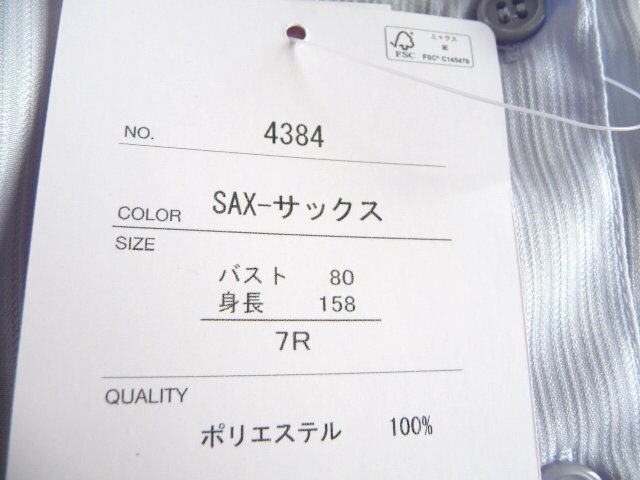 FSC
ミックス
紙
FSC® C145479
NO. 4384
COLOR SAX-サックス
SIZE
バスト 80
身長 158
7R
QUALITY
ポリエステル 100%